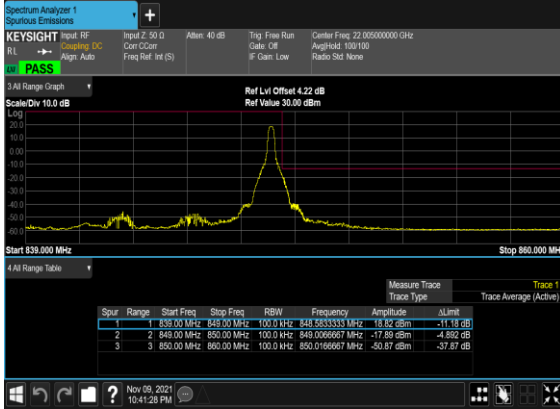 Spectrum Analyzer 1
Spurious Emissions
+
KEYSIGHT Input: RF Input Z: 50 Ω Atten: 40 dB Trig: Free Run Center Freq: 22.005000000 GHz
RL Coupling: DC Corr CCorr Gate: Off Avg|Hold: 100/100
Align: Auto Freq Ref: Int (S) IF Gain: Low Radio Std: None
PASS
3 All Range Graph
Ref Lvl Offset 4.22 dB
Scale/Div 10.0 dB Ref Value 30.00 dBm
Log
20.0
10.0
0.00
-10.0
-20.0
-30.0
-40.0
-50.0
-60.0
Start 839.000 MHz Stop 860.000 MH
4 All Range Table
Measure Trace Trace 1
Trace Type Trace Average (Active)
Spur Range Start Freq Stop Freq RBW Frequency Amplitude ΔLimit
1 1 839.00 MHz 849.00 MHz 100.0 kHz 848.5833333 MHz 18.82 dBm -11.18 dB
2 2 849.00 MHz 850.00 MHz 100.0 kHz 849.0066667 MHz -17.89 dBm -4.892 dB
3 3 850.00 MHz 860.00 MHz 100.0 kHz 850.0166667 MHz -50.87 dBm -37.87 dB
? Nov 09, 2021
10:41:28 PM